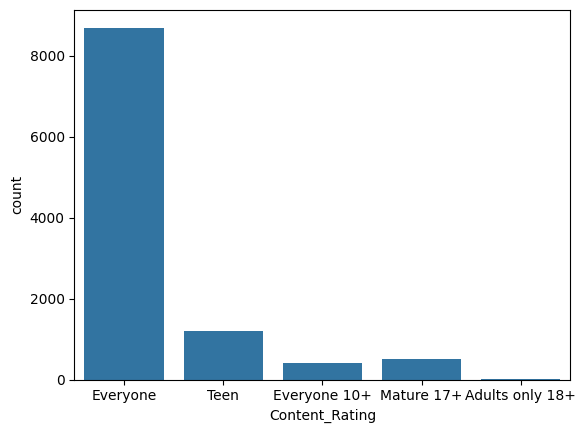 8000
6000
4000
2000
0
count
Everyone Teen Everyone 10+ Mature 17+ Adults only 18+
Content_Rating